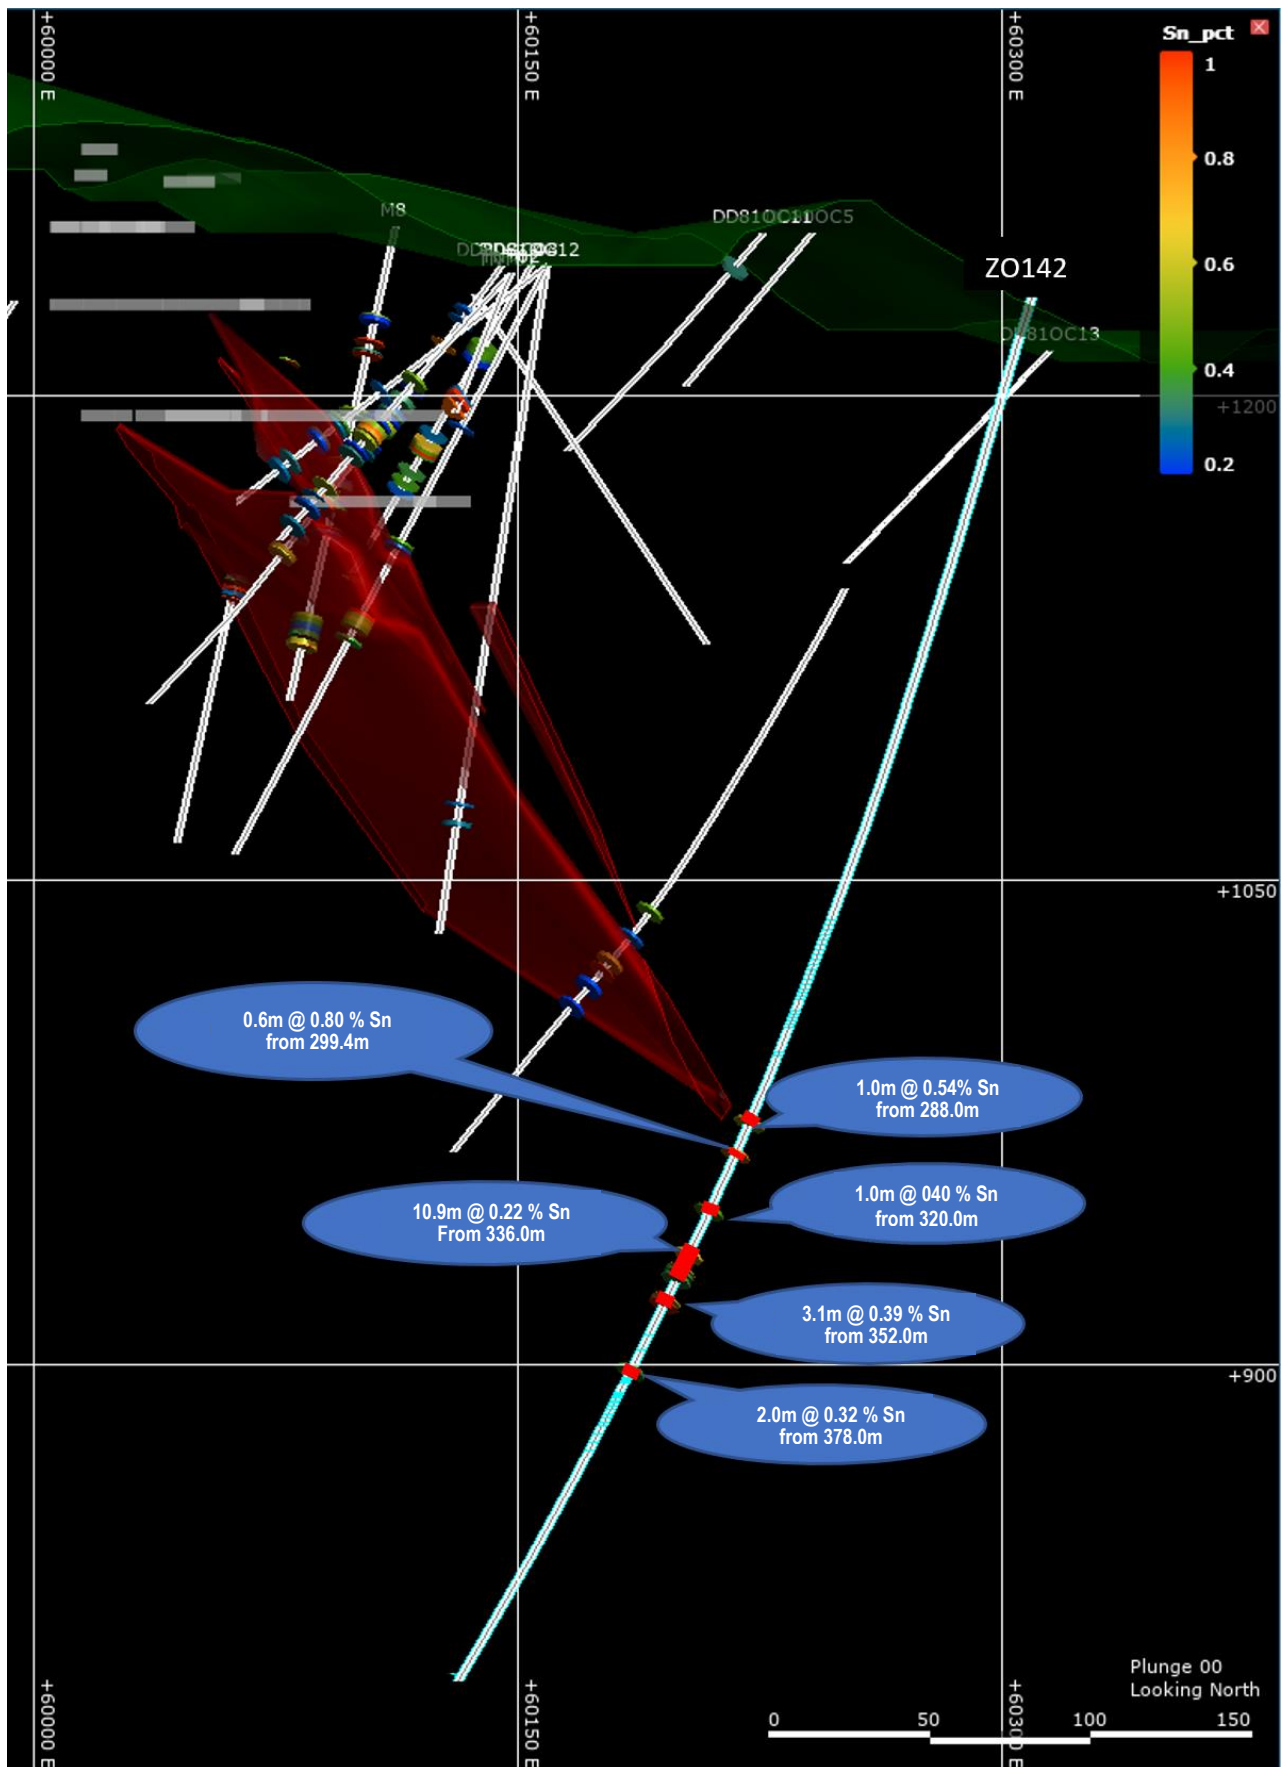 +60000 E
+60150 E
+60300 E
Sn_pct
1
0.8
0.6
0.4
0.2
M8
DD81OC5
ZO142
DD81OC13
+1200
+1050
0.6m @ 0.80 % Sn
from 299.4m
1.0m @ 0.54% Sn
from 288.0m
1.0m @ 040 % Sn
from 320.0m
10.9m @ 0.22 % Sn
From 336.0m
3.1m @ 0.39 % Sn
from 352.0m
+900
2.0m @ 0.32 % Sn
from 378.0m
Plunge 00
Looking North
0 50 100 150
+60000 E
+60150 E
+60300 E